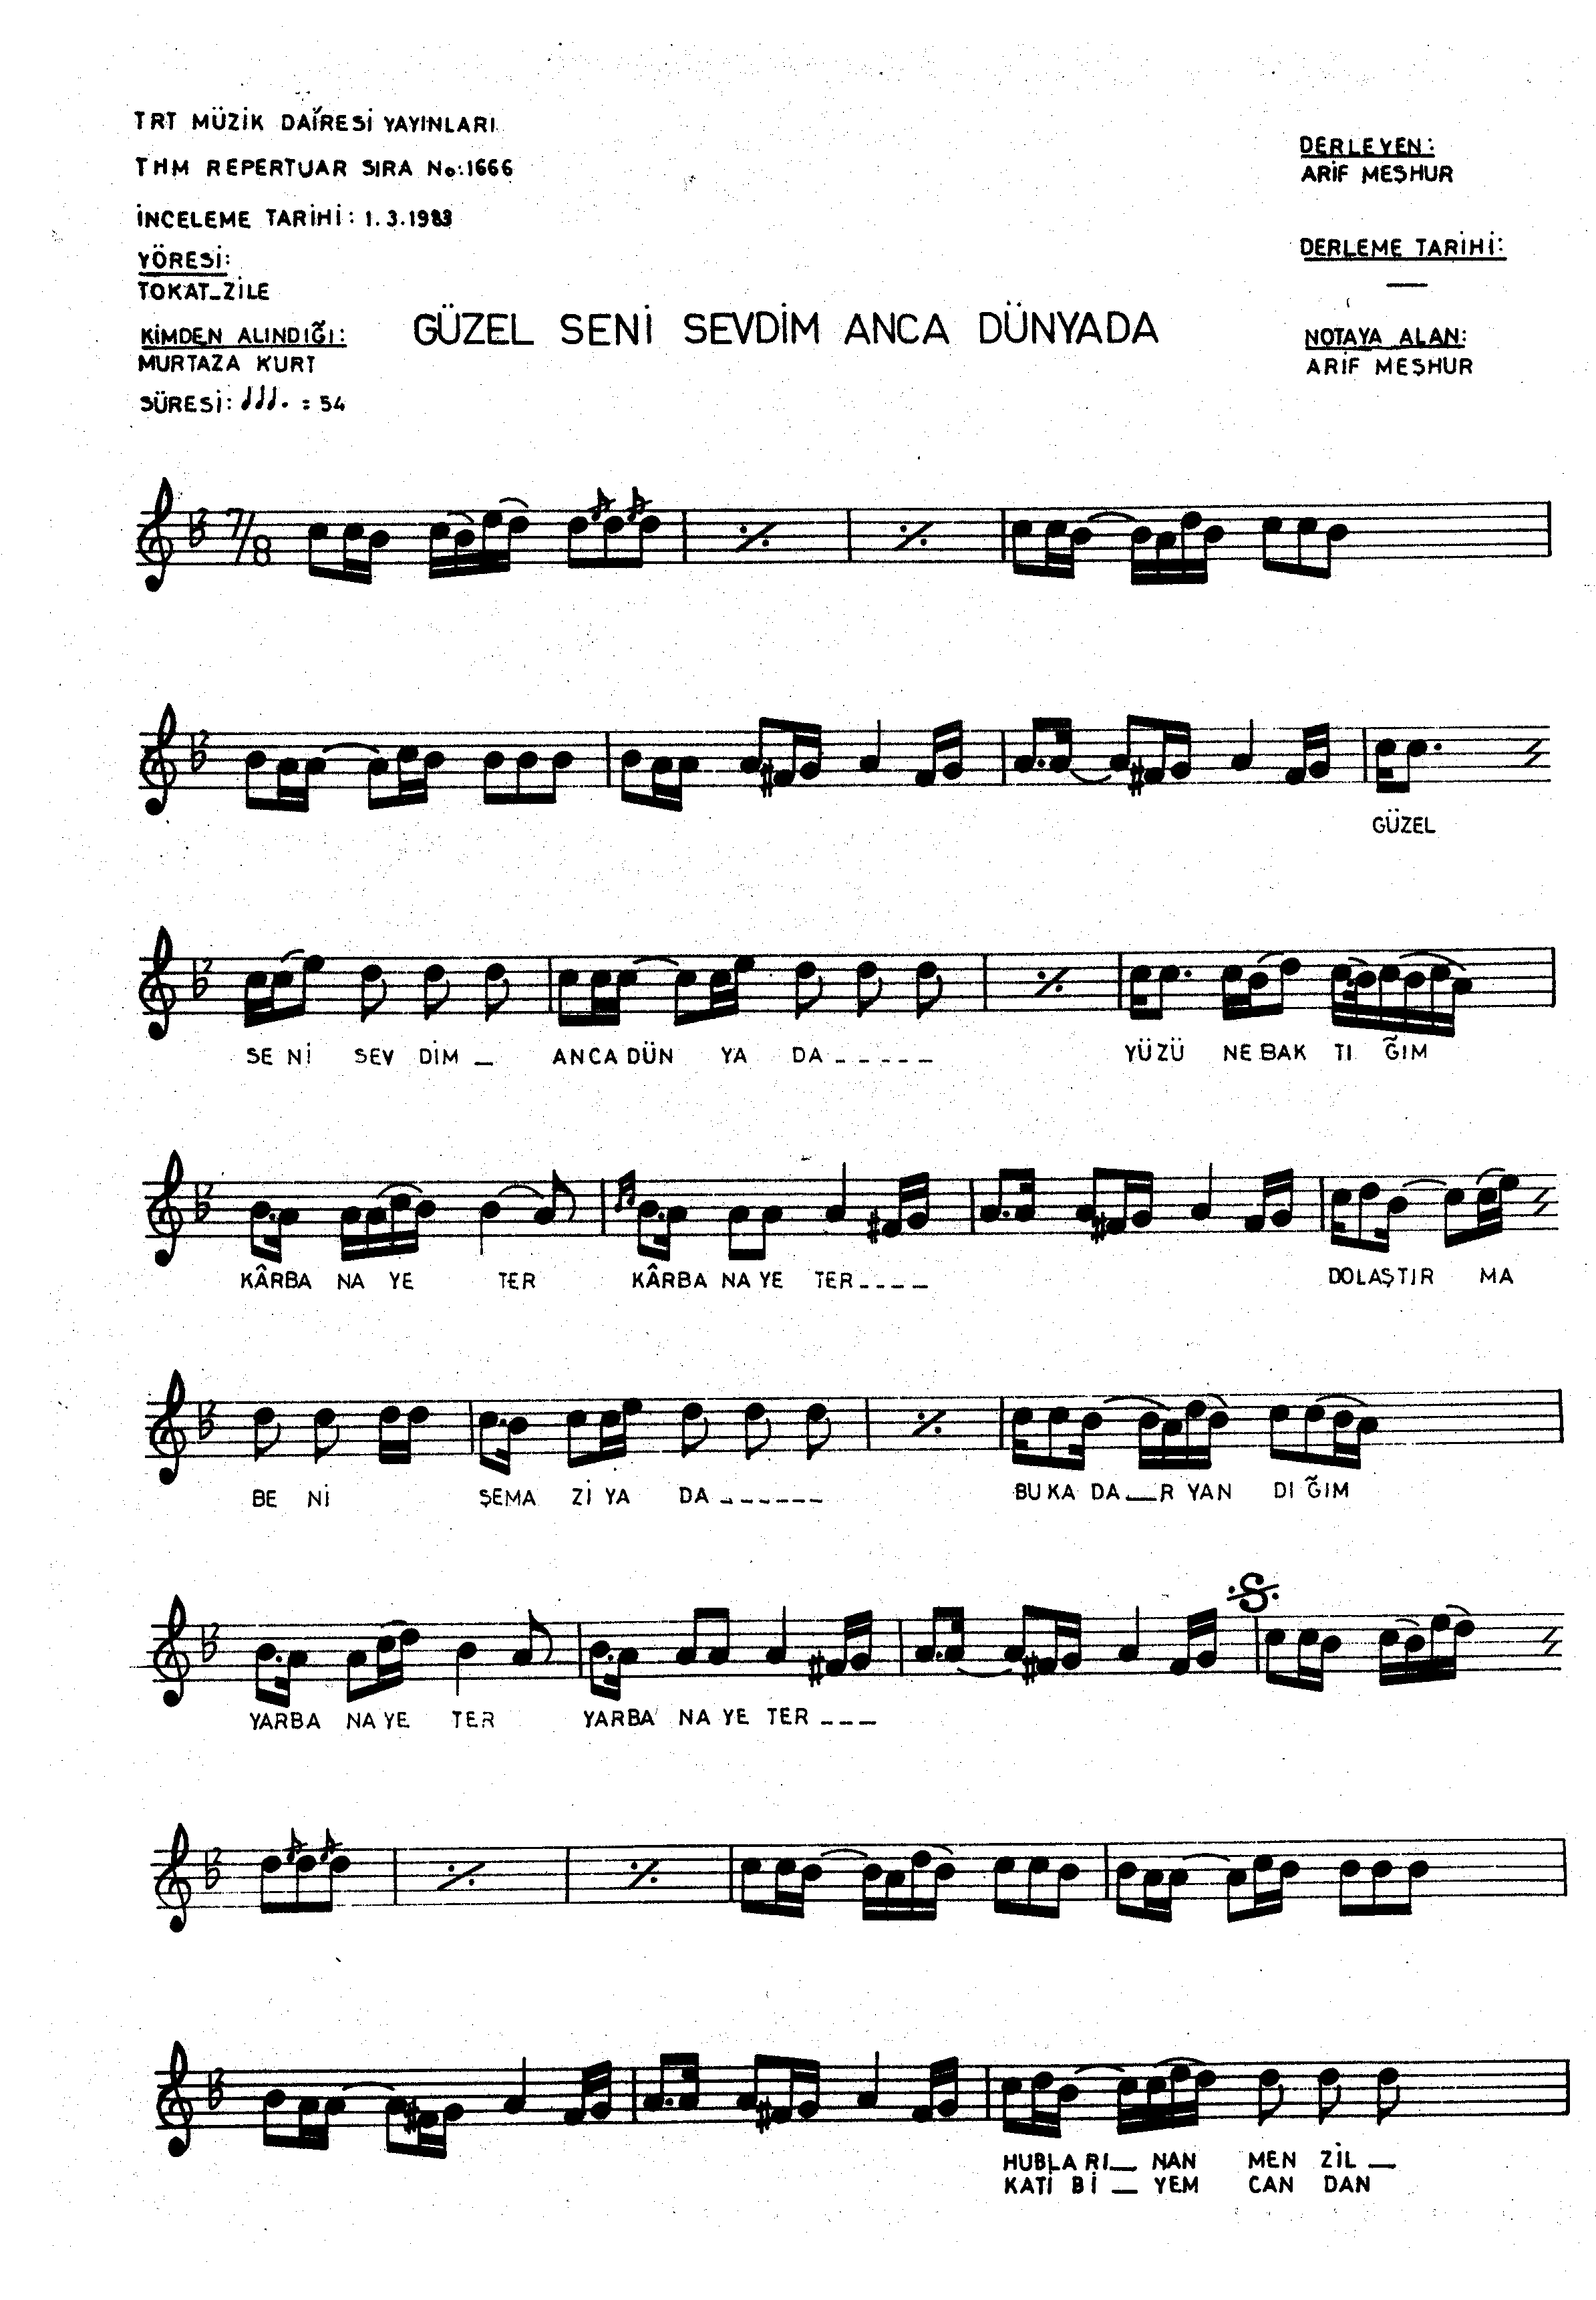 TRT MÜZİK DAİRESİ YAYINLARI
THM REPERTUAR SIRA No:1666
İNCELEME TARİHİ: 1.3.1983
YÖRESİ:
TOKAT_ZİLE
KİMDEN ALINDIĞI:
MURTAZA KURT
SÜRESİ: ♩♩♩. = 54
DERLEYEN:
ARİF MEŞHUR
DERLEME TARİHİ:
—
NOTAYA ALAN:
ARİF MEŞHUR
GÜZEL SENİ SEVDİM ANCA DÜNYADA
7/8
GÜZEL
SE Nİ SEV DİM _ ANCA DÜN YA DA _ _ _ _ _ YÜZÜ NE BAK TI ĞIM
KÂRBA NA YE TER KÂRBA NA YE TER _ _ _ _ DOLAŞTIR MA
BE Nİ ŞEMA Zİ YA DA _ _ _ _ _ _ BU KA DA _ R YAN DI ĞIM
YARBA NA YE TER YARBA NA YE TER _ _ _
HUBLA RI _ NAN MEN ZİL _
KATİ Bİ _ YEM CAN DAN